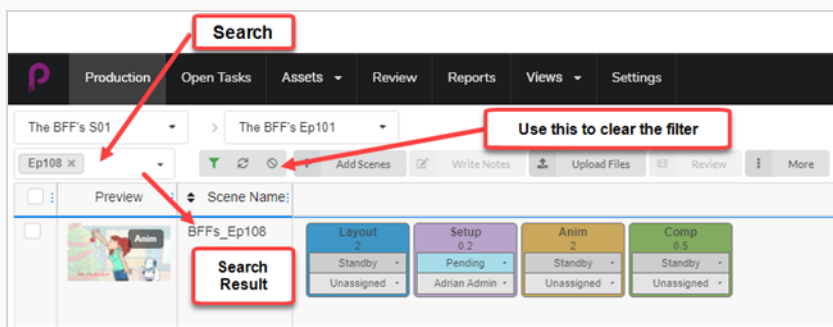 Search
Production Open Tasks Assets Review Reports Views Settings
The BFF's S01 > The BFF's Ep101
Use this to clear the filter
Ep108 × Add Scenes Write Notes Upload Files Review More
Preview Scene Name
Anim
BFFs_Ep108
Search
Result
Layout Setup Anim Comp
2 0.2 2 0.5
Standby Pending Standby Standby
Unassigned Adrian Admin Unassigned Unassigned